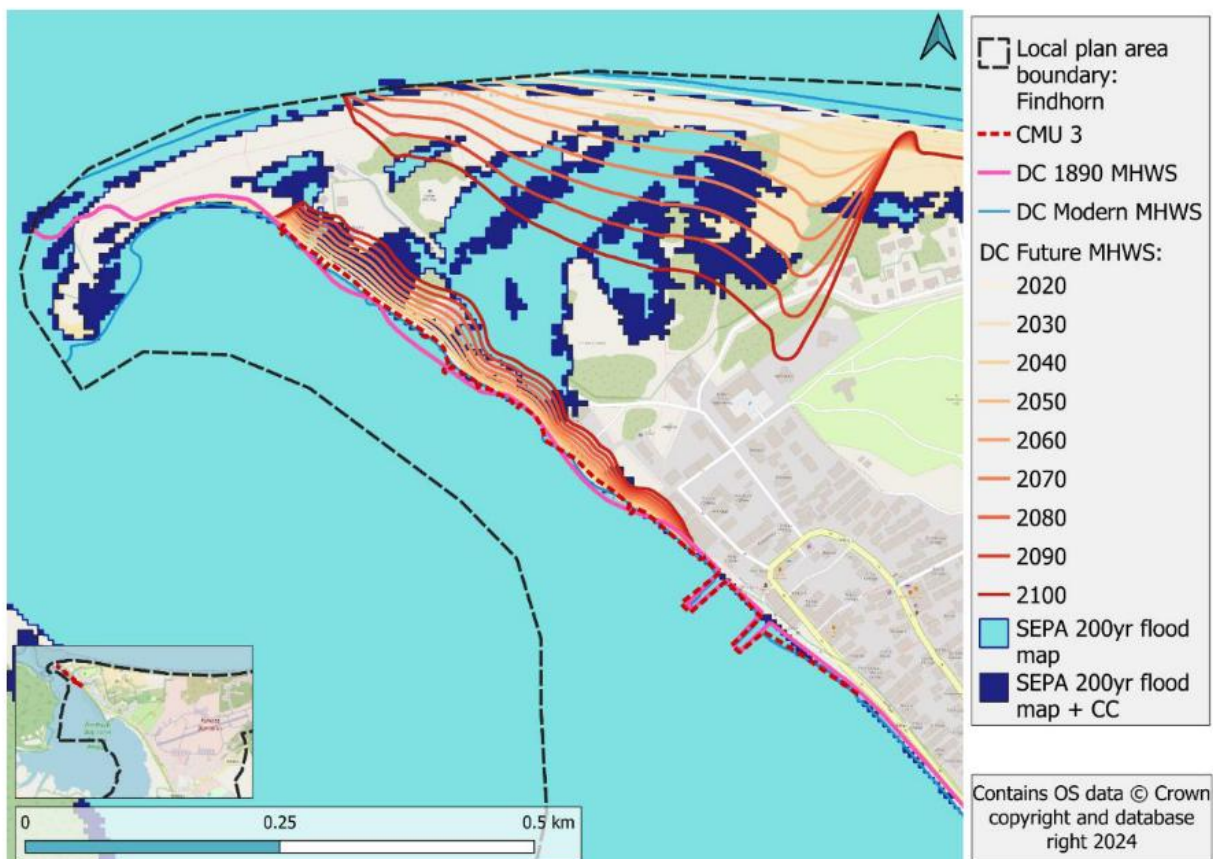 Local plan area
boundary:
Findhorn
CMU 3
DC 1890 MHWS
DC Modern MHWS
DC Future MHWS:
2020
2030
2040
2050
2060
2070
2080
2090
2100
SEPA 200yr flood
map
SEPA 200yr flood
map + CC
0 0.25 0.5 km
Contains OS data © Crown
copyright and database
right 2024